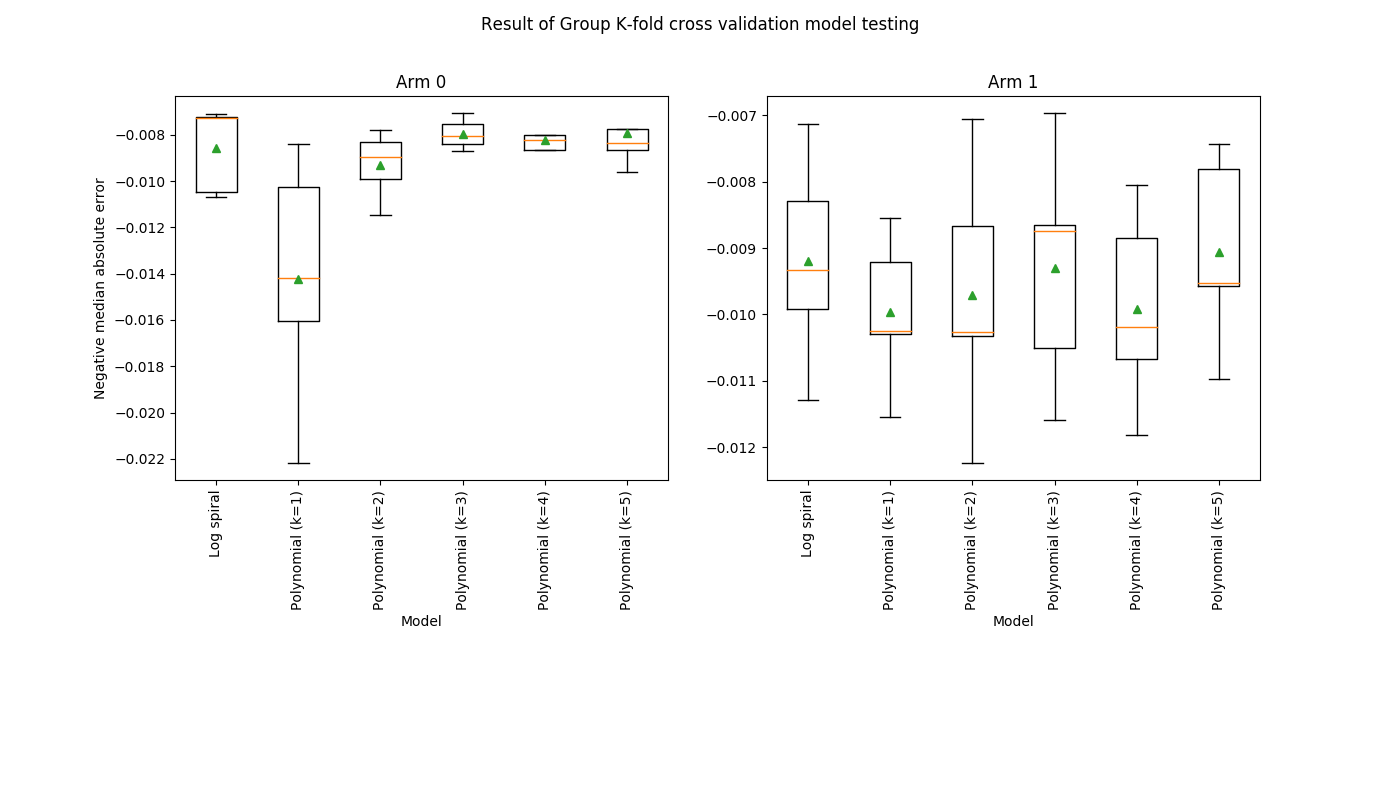 Result of Group K-fold cross validation model testing
Arm 0
Negative median absolute error
−0.008
−0.010
−0.012
−0.014
−0.016
−0.018
−0.020
−0.022
Log spiral
Polynomial (k=1)
Polynomial (k=2)
Polynomial (k=3)
Polynomial (k=4)
Polynomial (k=5)
Model
Arm 1
−0.007
−0.008
−0.009
−0.010
−0.011
−0.012
Log spiral
Polynomial (k=1)
Polynomial (k=2)
Polynomial (k=3)
Polynomial (k=4)
Polynomial (k=5)
Model